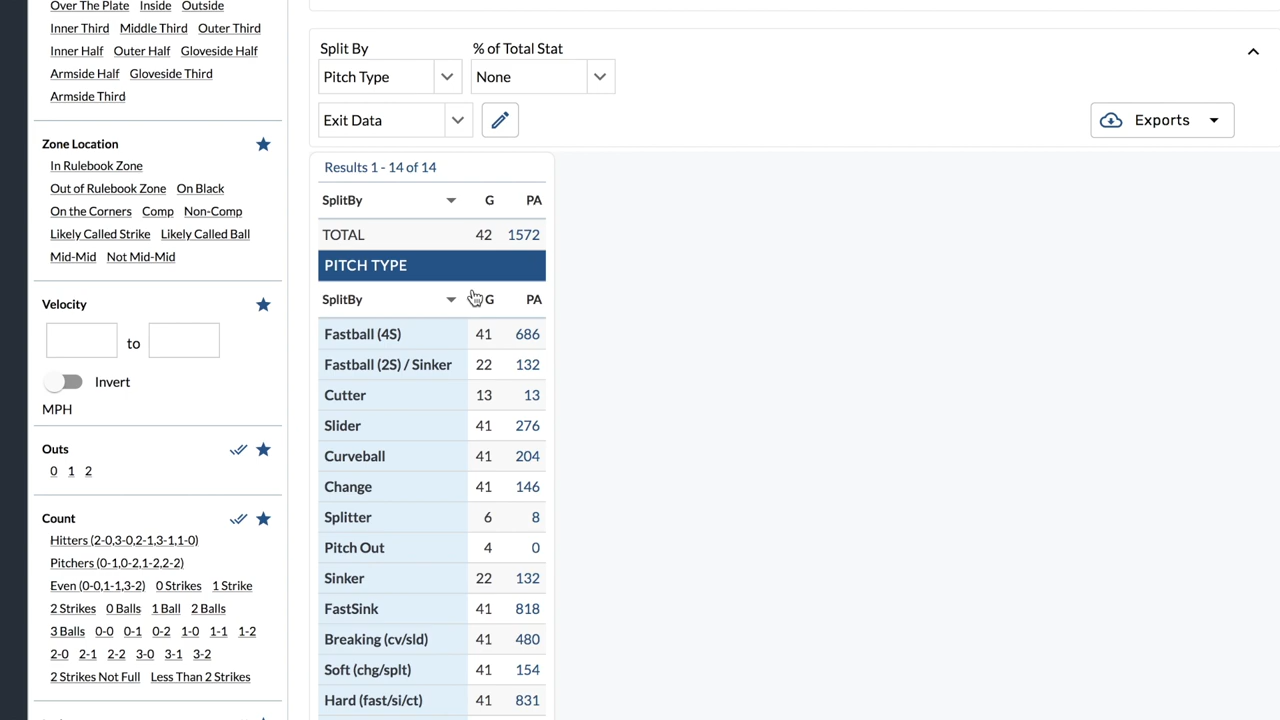 Over The Plate Inside Outside
Inner Third Middle Third Outer Third
Inner Half Outer Half Gloveside Half
Armside Half Gloveside Third
Armside Third
Zone Location
In Rulebook Zone
Out of Rulebook Zone On Black
On the Corners Comp Non-Comp
Likely Called Strike Likely Called Ball
Mid-Mid Not Mid-Mid
Velocity
to
Invert
MPH
Outs
0 1 2
Count
Hitters (2-0,3-0,2-1,3-1,1-0)
Pitchers (0-1,0-2,1-2,2-2)
Even (0-0,1-1,3-2) 0 Strikes 1 Strike
2 Strikes 0 Balls 1 Ball 2 Balls
3 Balls 0-0 0-1 0-2 1-0 1-1 1-2
2-0 2-1 2-2 3-0 3-1 3-2
2 Strikes Not Full Less Than 2 Strikes
Split By % of Total Stat
Pitch Type None
Exit Data Exports
Results 1 - 14 of 14
SplitBy G PA
TOTAL 42 1572
PITCH TYPE
SplitBy G PA
Fastball (4S) 41 686
Fastball (2S) / Sinker 22 132
Cutter 13 13
Slider 41 276
Curveball 41 204
Change 41 146
Splitter 6 8
Pitch Out 4 0
Sinker 22 132
FastSink 41 818
Breaking (cv/sld) 41 480
Soft (chg/splt) 41 154
Hard (fast/si/ct) 41 831